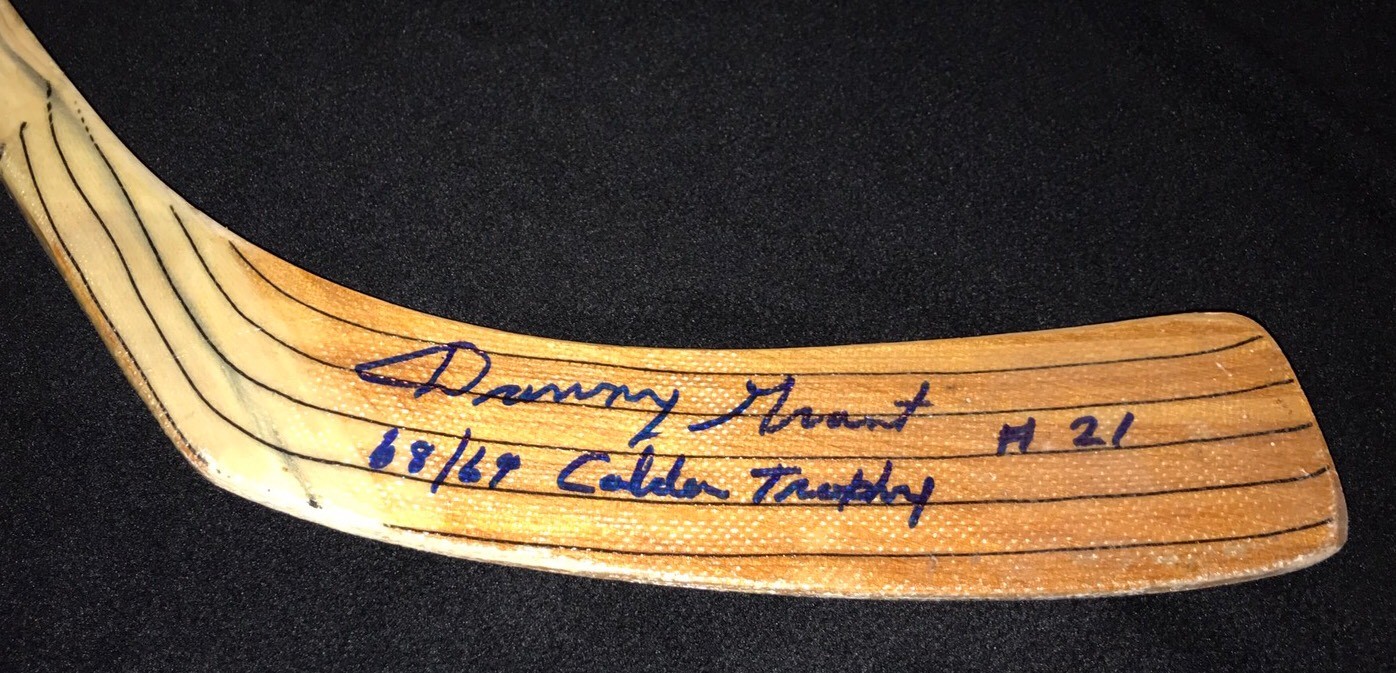 Danny Grant # 21
68/69 Calder Trophy